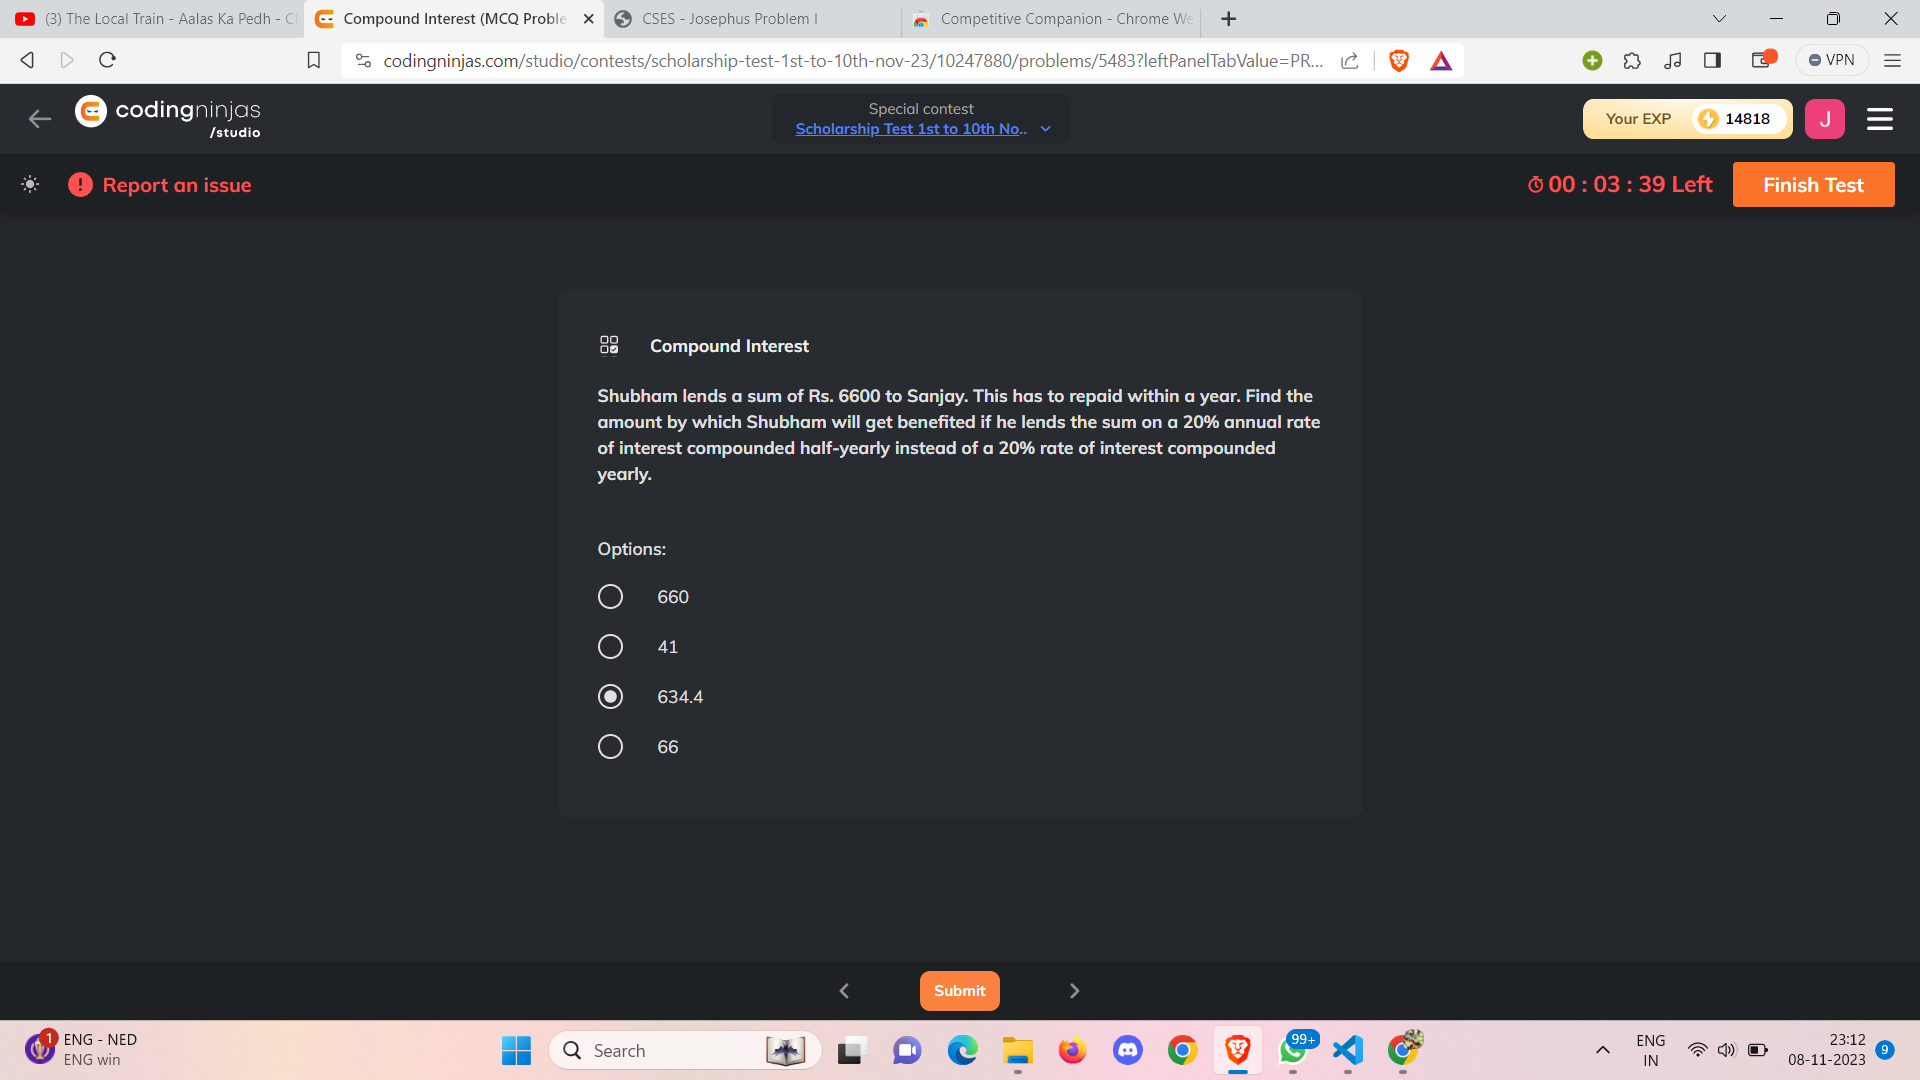 (3) The Local Train - Aalas Ka Pedh - C
Compound Interest (MCQ Proble
CSES - Josephus Problem I
Competitive Companion - Chrome We
codingninjas.com/studio/contests/scholarship-test-1st-to-10th-nov-23/10247880/problems/5483?leftPanelTabValue=PR...
VPN
codingninjas
/studio
Special contest
Scholarship Test 1st to 10th No...
Your EXP 14818
J
Report an issue
00 : 03 : 39 Left
Finish Test
Compound Interest
Shubham lends a sum of Rs. 6600 to Sanjay. This has to repaid within a year. Find the
amount by which Shubham will get benefited if he lends the sum on a 20% annual rate
of interest compounded half-yearly instead of a 20% rate of interest compounded
yearly.
Options:
660
41
634.4
66
Submit
1
ENG - NED
ENG win
Search
99+
ENG
IN
23:12
08-11-2023
9